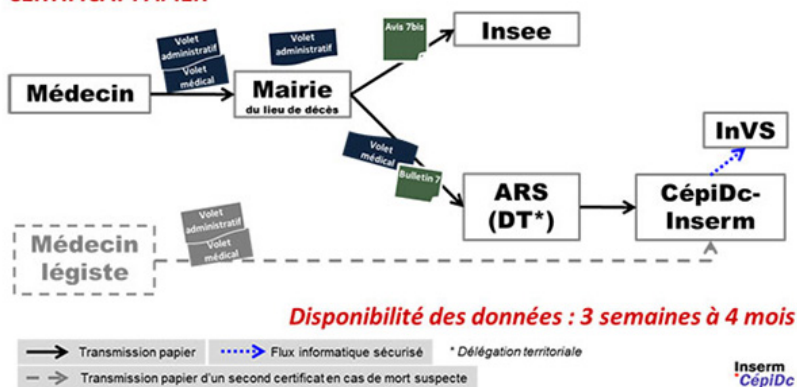 CERTIFICAT PAPIER
Volet
administratif
Volet
médical
Volet
administratif
Avis 7bis
Insee
Médecin
Mairie
du lieu de décès
InVS
Volet
médical
Bulletin 7
ARS
(DT*)
CépiDc-
Inserm
Médecin
légiste
Volet
administratif
Volet
médical
Disponibilité des données : 3 semaines à 4 mois
Transmission papier
Flux informatique sécurisé
* Délégation territoriale
Transmission papier d'un second certificat en cas de mort suspecte
Inserm
CépiDc